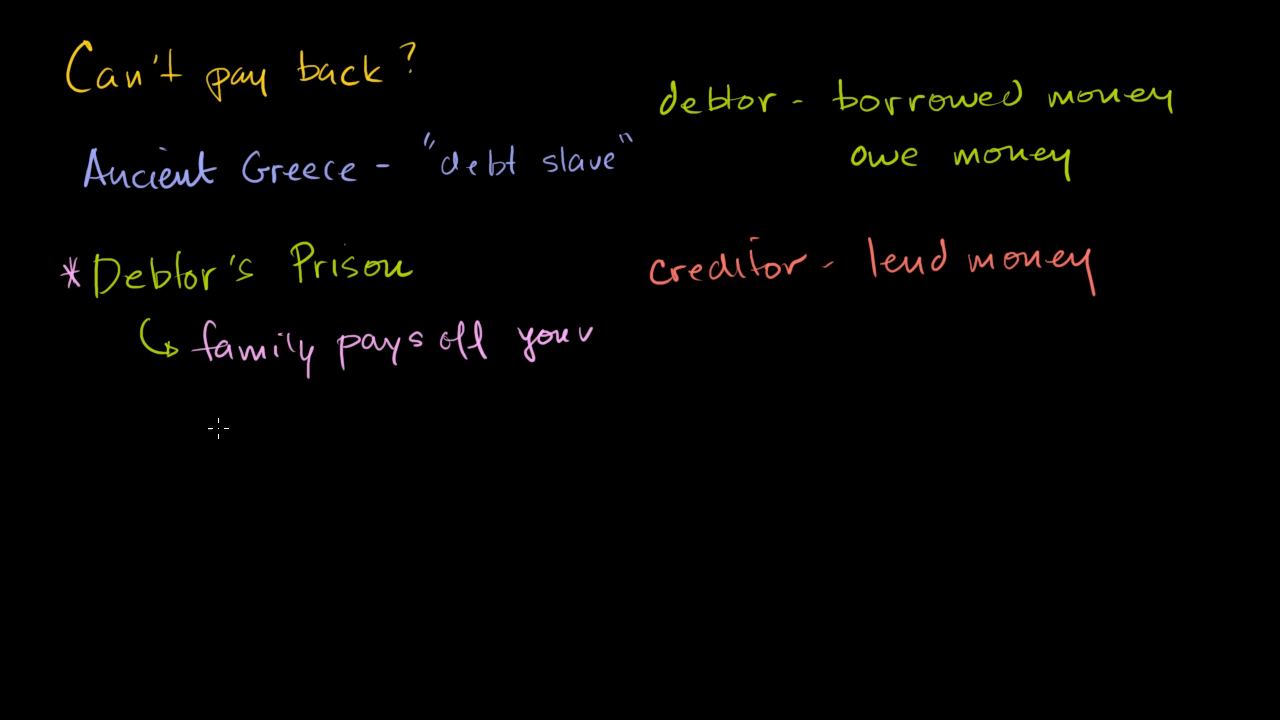 Can't pay back?
debtor - borrowed money
owe money
Ancient Greece - "debt slave"
* Debtor's Prison
creditor - lend money
family pays off your